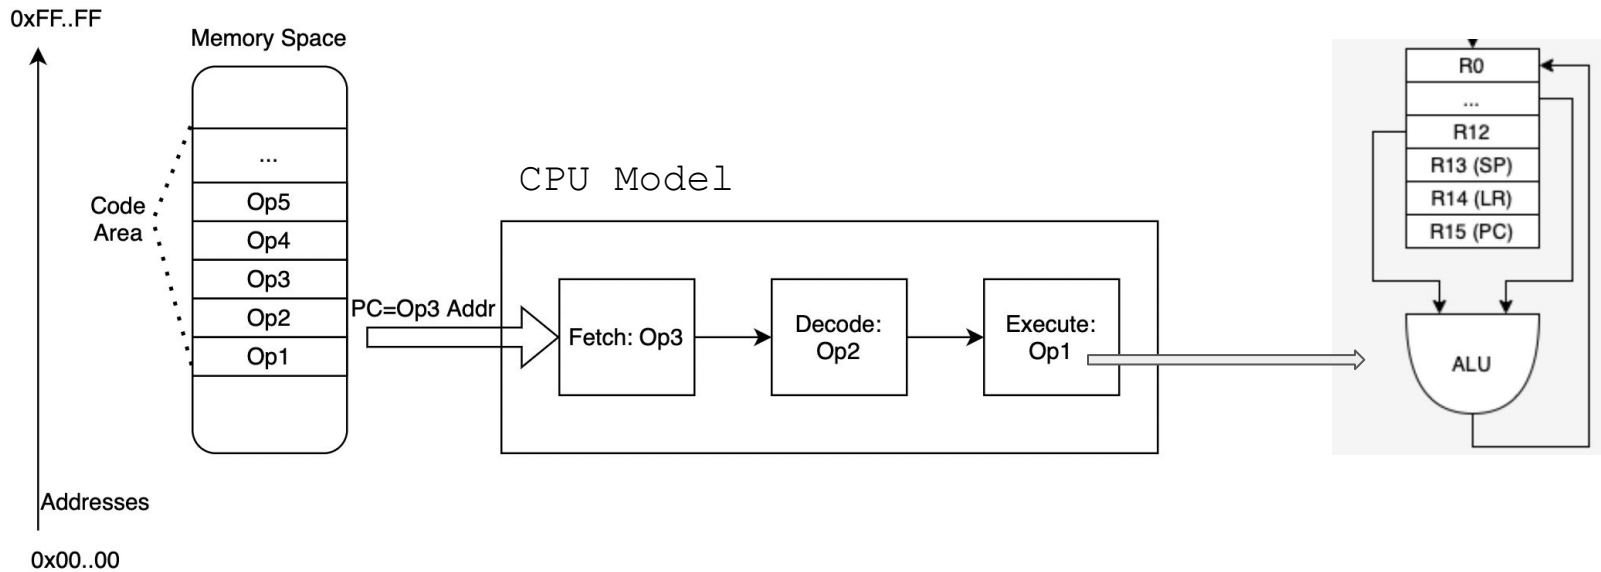 0xFF..FF
Memory Space
...
Op5
Op4
Op3
Op2
Op1
Code
Area
Addresses
0x00..00
PC=Op3 Addr
CPU Model
Fetch: Op3
Decode:
Op2
Execute:
Op1
R0
...
R12
R13 (SP)
R14 (LR)
R15 (PC)
ALU